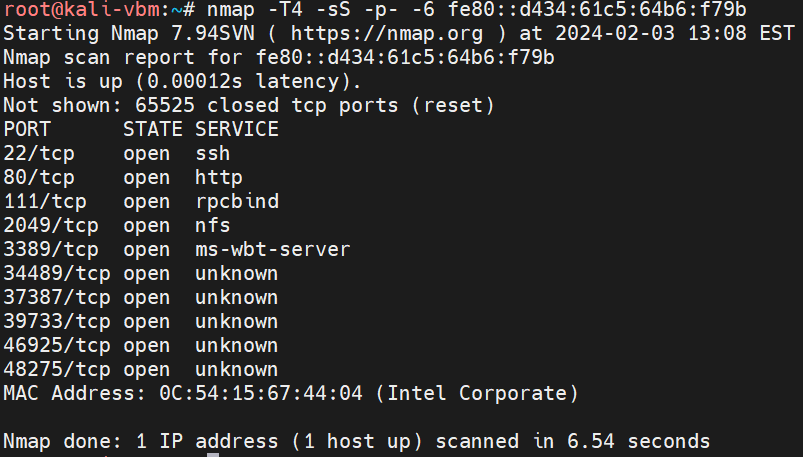 root@kali-vbm:~# nmap -T4 -sS -p- -6 fe80::d434:61c5:64b6:f79b
Starting Nmap 7.94SVN ( https://nmap.org ) at 2024-02-03 13:08 EST
Nmap scan report for fe80::d434:61c5:64b6:f79b
Host is up (0.00012s latency).
Not shown: 65525 closed tcp ports (reset)
PORT      STATE SERVICE
22/tcp    open  ssh
80/tcp    open  http
111/tcp   open  rpcbind
2049/tcp  open  nfs
3389/tcp  open  ms-wbt-server
34489/tcp open  unknown
37387/tcp open  unknown
39733/tcp open  unknown
46925/tcp open  unknown
48275/tcp open  unknown
MAC Address: 0C:54:15:67:44:04 (Intel Corporate)
Nmap done: 1 IP address (1 host up) scanned in 6.54 seconds